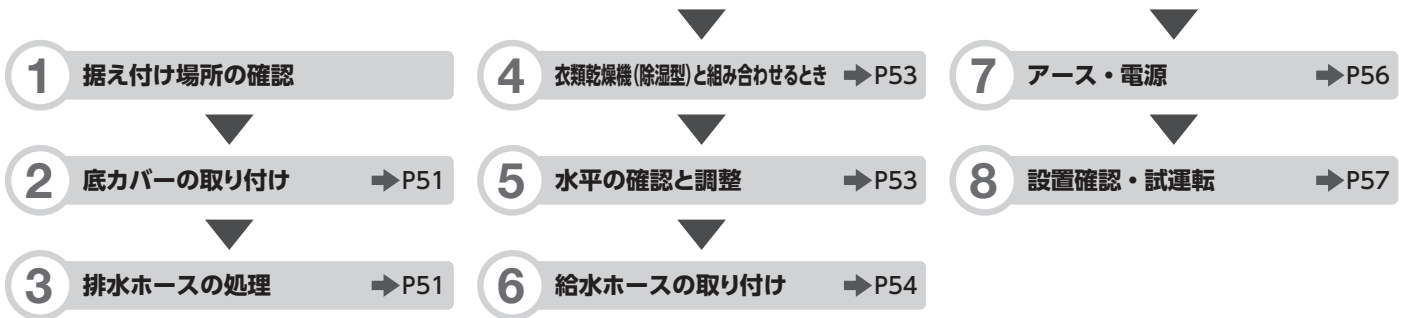 1 据え付け場所の確認
2 底カバーの取り付け ➡P51
3 排水ホースの処理 ➡P51
4 衣類乾燥機(除湿型)と組み合わせるとき ➡P53
5 水平の確認と調整 ➡P53
6 給水ホースの取り付け ➡P54
7 アース・電源 ➡P56
8 設置確認・試運転 ➡P57